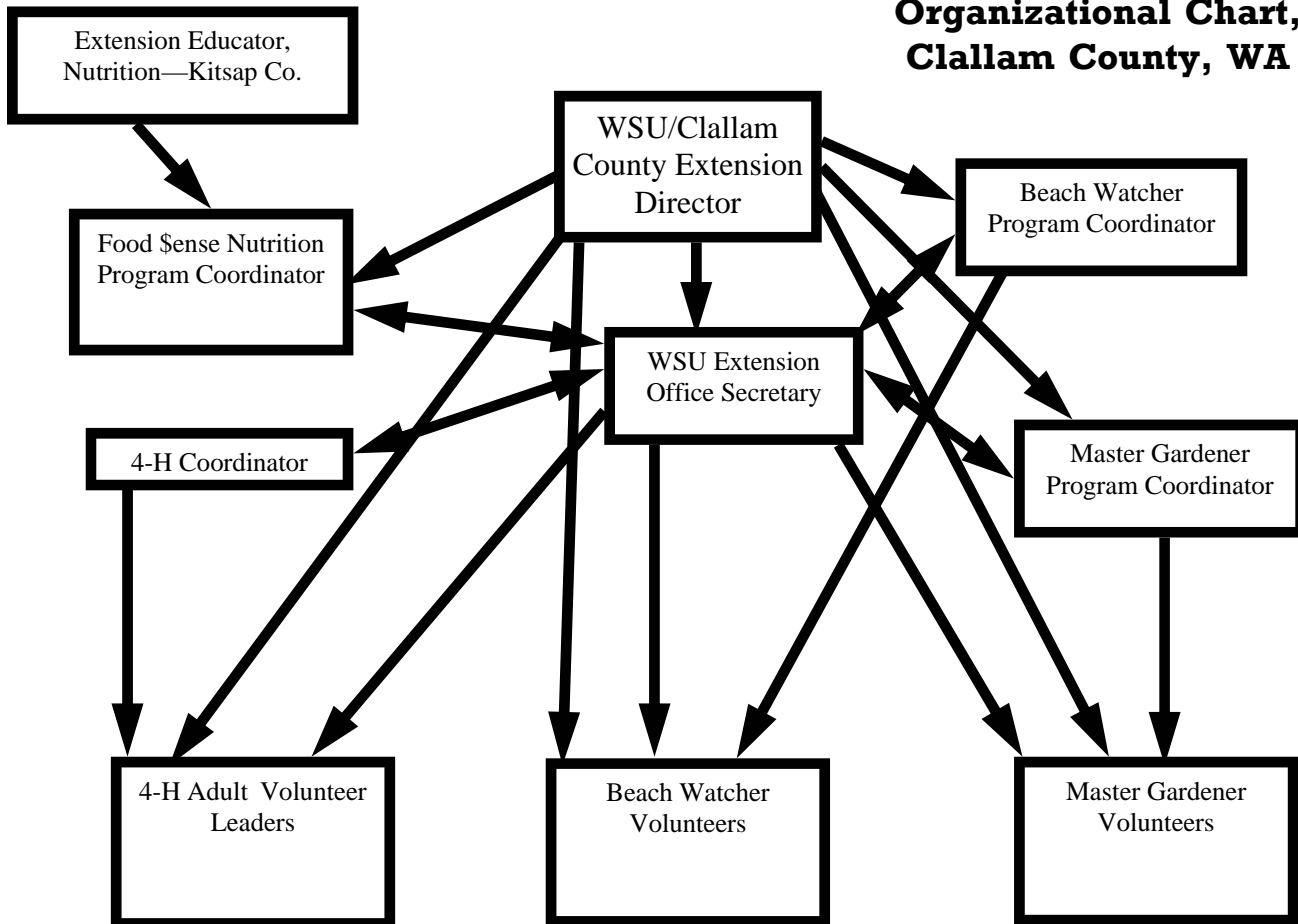 Organizational Chart,
Clallam County, WA
Extension Educator,
Nutrition—Kitsap Co.
WSU/Clallam
County Extension
Director
Beach Watcher
Program Coordinator
Food $ense Nutrition
Program Coordinator
WSU Extension
Office Secretary
4-H Coordinator
Master Gardener
Program Coordinator
4-H Adult Volunteer
Leaders
Beach Watcher
Volunteers
Master Gardener
Volunteers